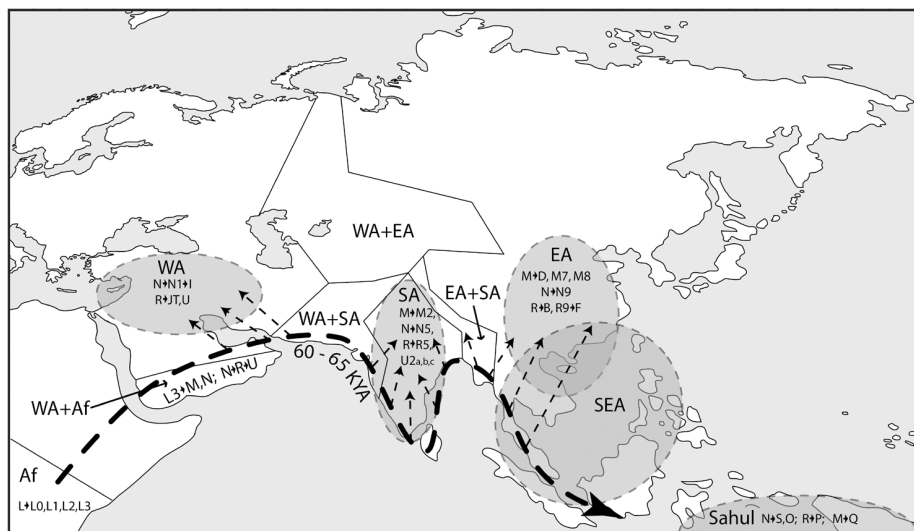 WA+EA
WA
N➔N1➔I
R➔JT,U
EA
M➔D, M7, M8
N➔N9
R➔B, R9➔F
SA
M➔M2,
N➔N5,
R➔R5,
U2a,b,c
EA+SA
WA+SA
60 - 65 KYA
L3➔M,N; N➔R➔U
WA+Af
SEA
Af
L➔L0,L1,L2,L3
Sahul N➔S,O; R➔P; M➔Q